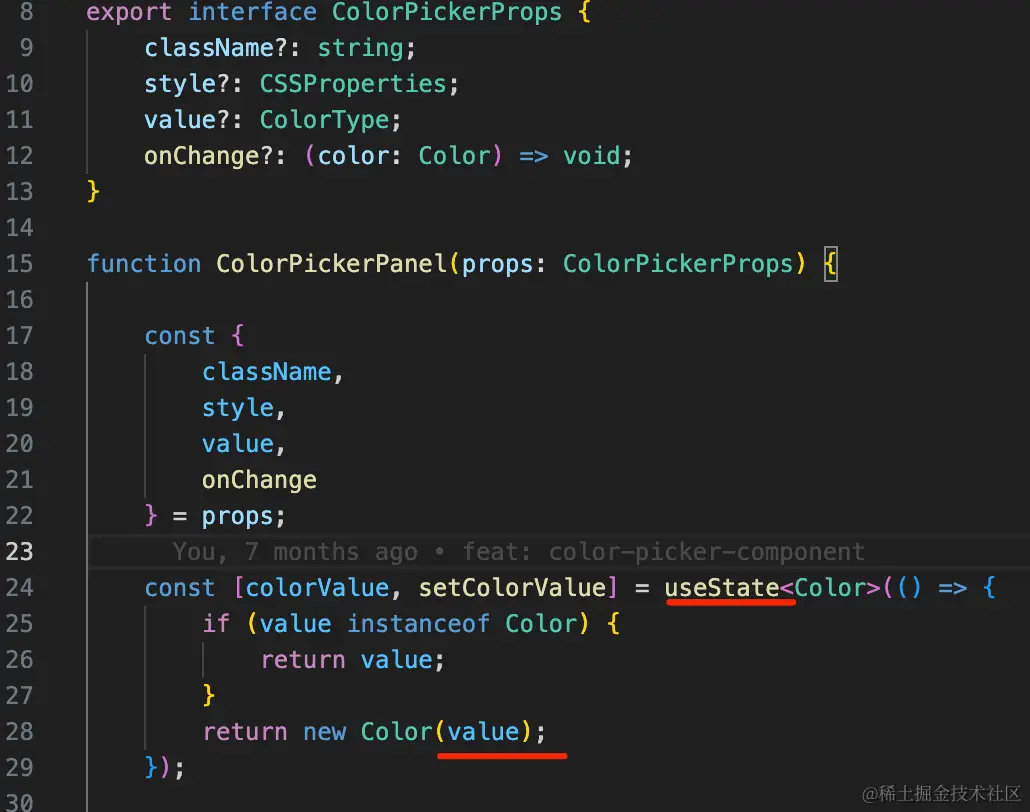 8 export interface ColorPickerProps {
9 className?: string;
10 style?: CSSProperties;
11 value?: ColorType;
12 onChange?: (color: Color) => void;
13 }
14
15 function ColorPickerPanel(props: ColorPickerProps) {
16
17 const {
18 className,
19 style,
20 value,
21 onChange
22 } = props;
23 You, 7 months ago • feat: color-picker-component
24 const [colorValue, setColorValue] = useState<Color>(() => {
25 if (value instanceof Color) {
26 return value;
27 }
28 return new Color(value);
29 });
30
@稀土掘金技术社区